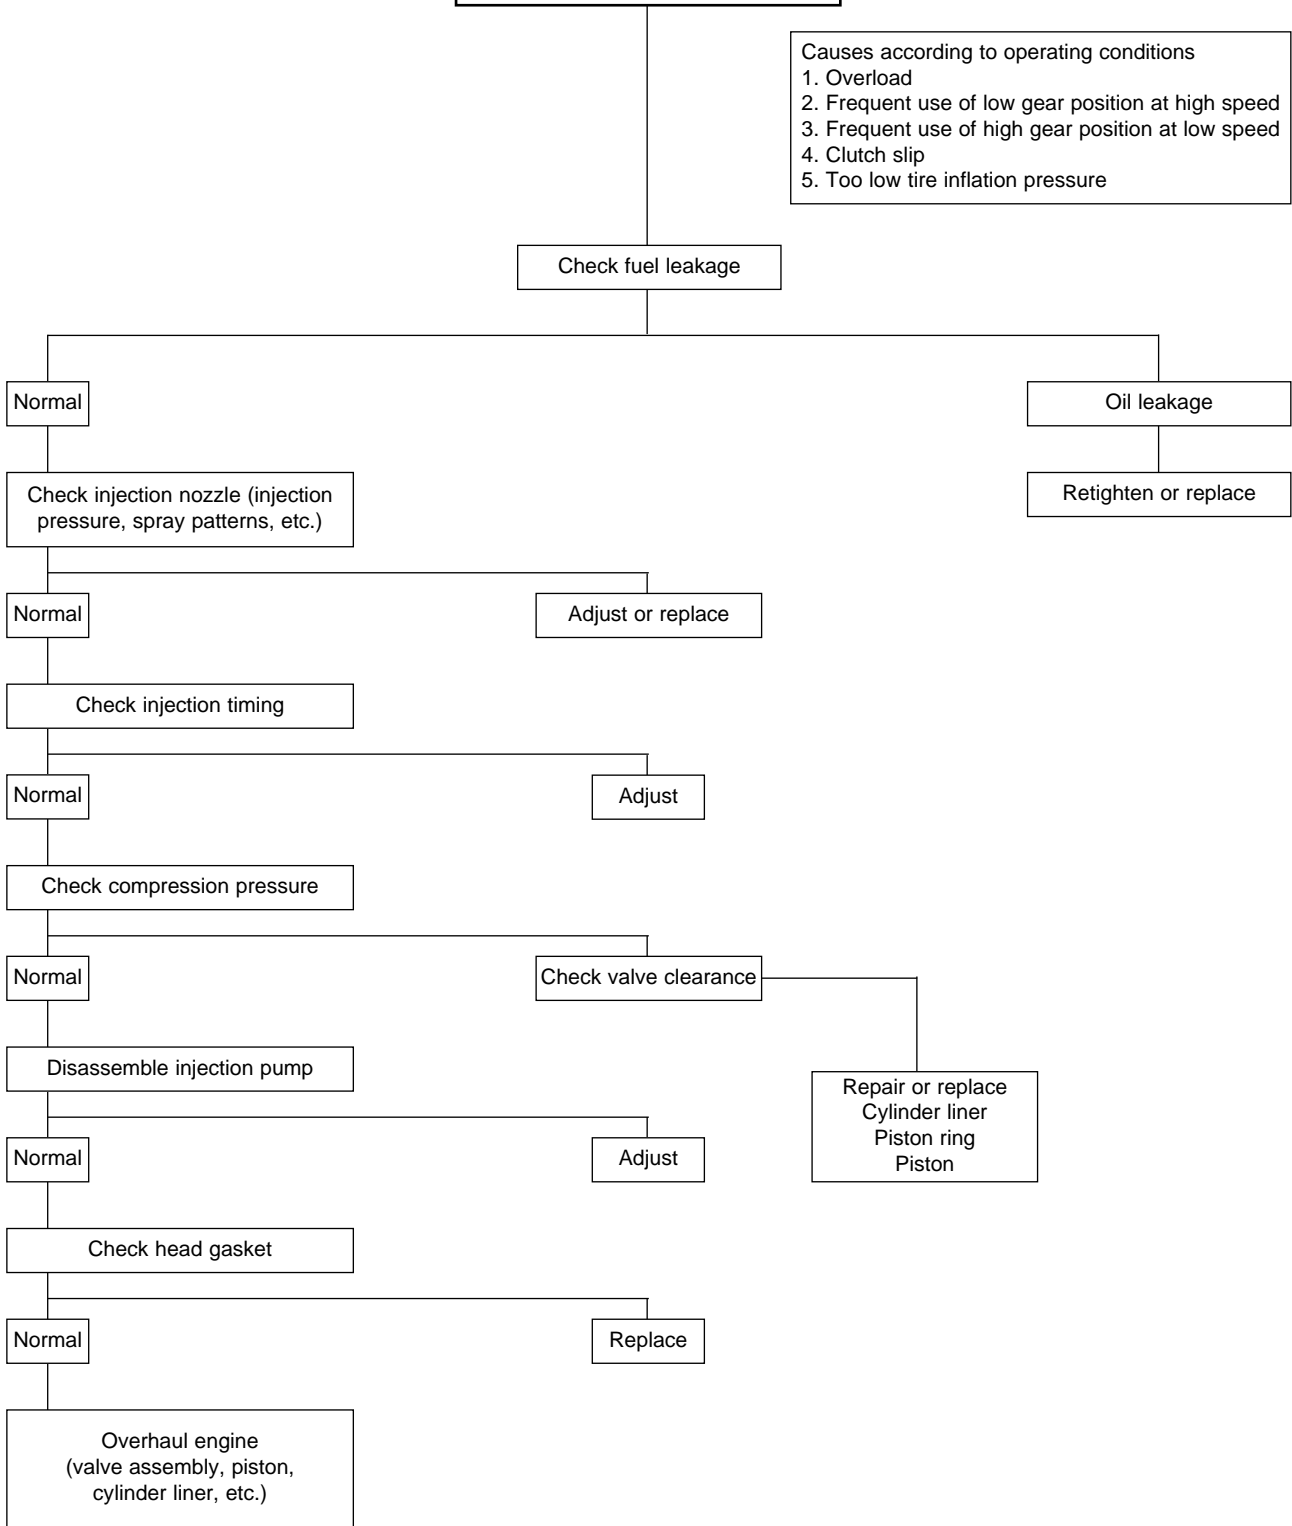 Causes according to operating conditions
1. Overload
2. Frequent use of low gear position at high speed
3. Frequent use of high gear position at low speed
4. Clutch slip
5. Too low tire inflation pressure
Check fuel leakage
Normal
Oil leakage
Check injection nozzle (injection
pressure, spray patterns, etc.)
Retighten or replace
Normal
Adjust or replace
Check injection timing
Normal
Adjust
Check compression pressure
Normal
Check valve clearance
Disassemble injection pump
Repair or replace
Cylinder liner
Piston ring
Piston
Normal
Adjust
Check head gasket
Normal
Replace
Overhaul engine
(valve assembly, piston,
cylinder liner, etc.)